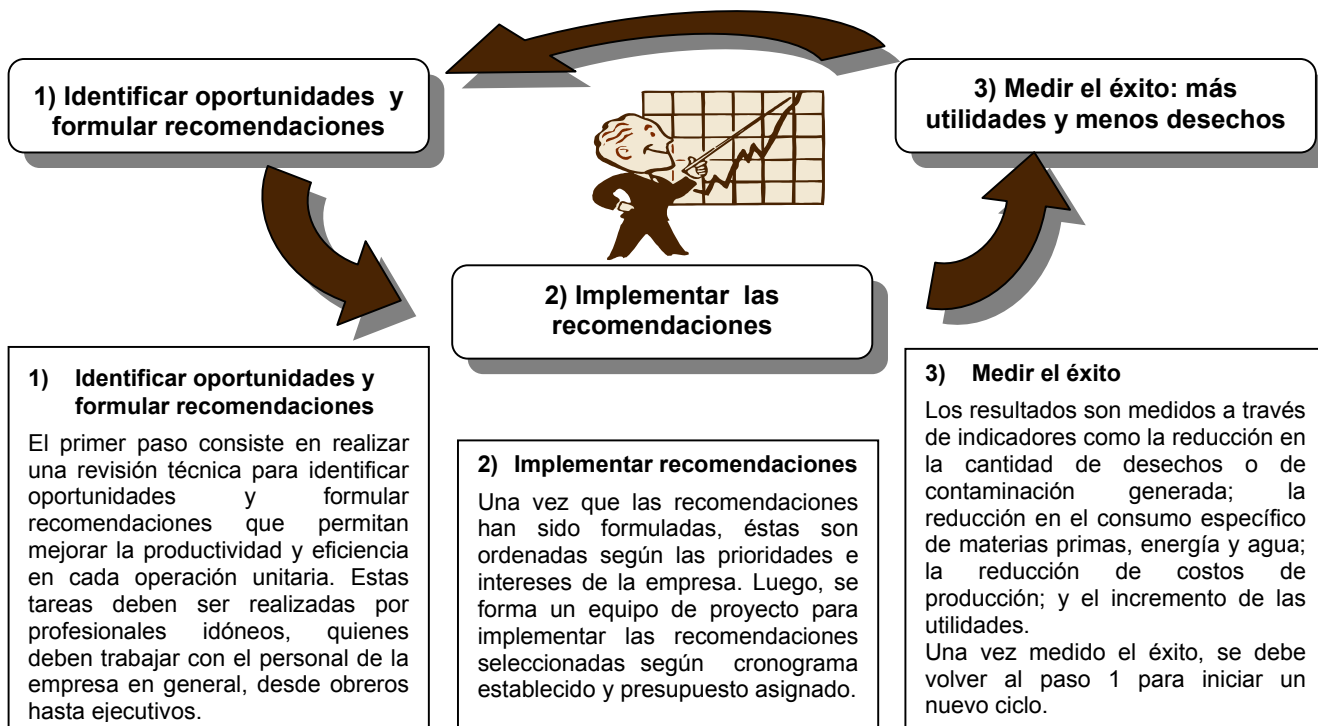 1) Identificar oportunidades y
formular recomendaciones
3) Medir el éxito: más
utilidades y menos desechos
2) Implementar las
recomendaciones
1) Identificar oportunidades y
formular recomendaciones
El primer paso consiste en realizar
una revisión técnica para identificar
oportunidades y formular
recomendaciones que permitan
mejorar la productividad y eficiencia
en cada operación unitaria. Estas
tareas deben ser realizadas por
profesionales idóneos, quienes
deben trabajar con el personal de la
empresa en general, desde obreros
hasta ejecutivos.
2) Implementar recomendaciones
Una vez que las recomendaciones
han sido formuladas, éstas son
ordenadas según las prioridades e
intereses de la empresa. Luego, se
forma un equipo de proyecto para
implementar las recomendaciones
seleccionadas según cronograma
establecido y presupuesto asignado.
3) Medir el éxito
Los resultados son medidos a través
de indicadores como la reducción en
la cantidad de desechos o de
contaminación generada; la
reducción en el consumo específico
de materias primas, energía y agua;
la reducción de costos de
producción; y el incremento de las
utilidades.
Una vez medido el éxito, se debe
volver al paso 1 para iniciar un
nuevo ciclo.